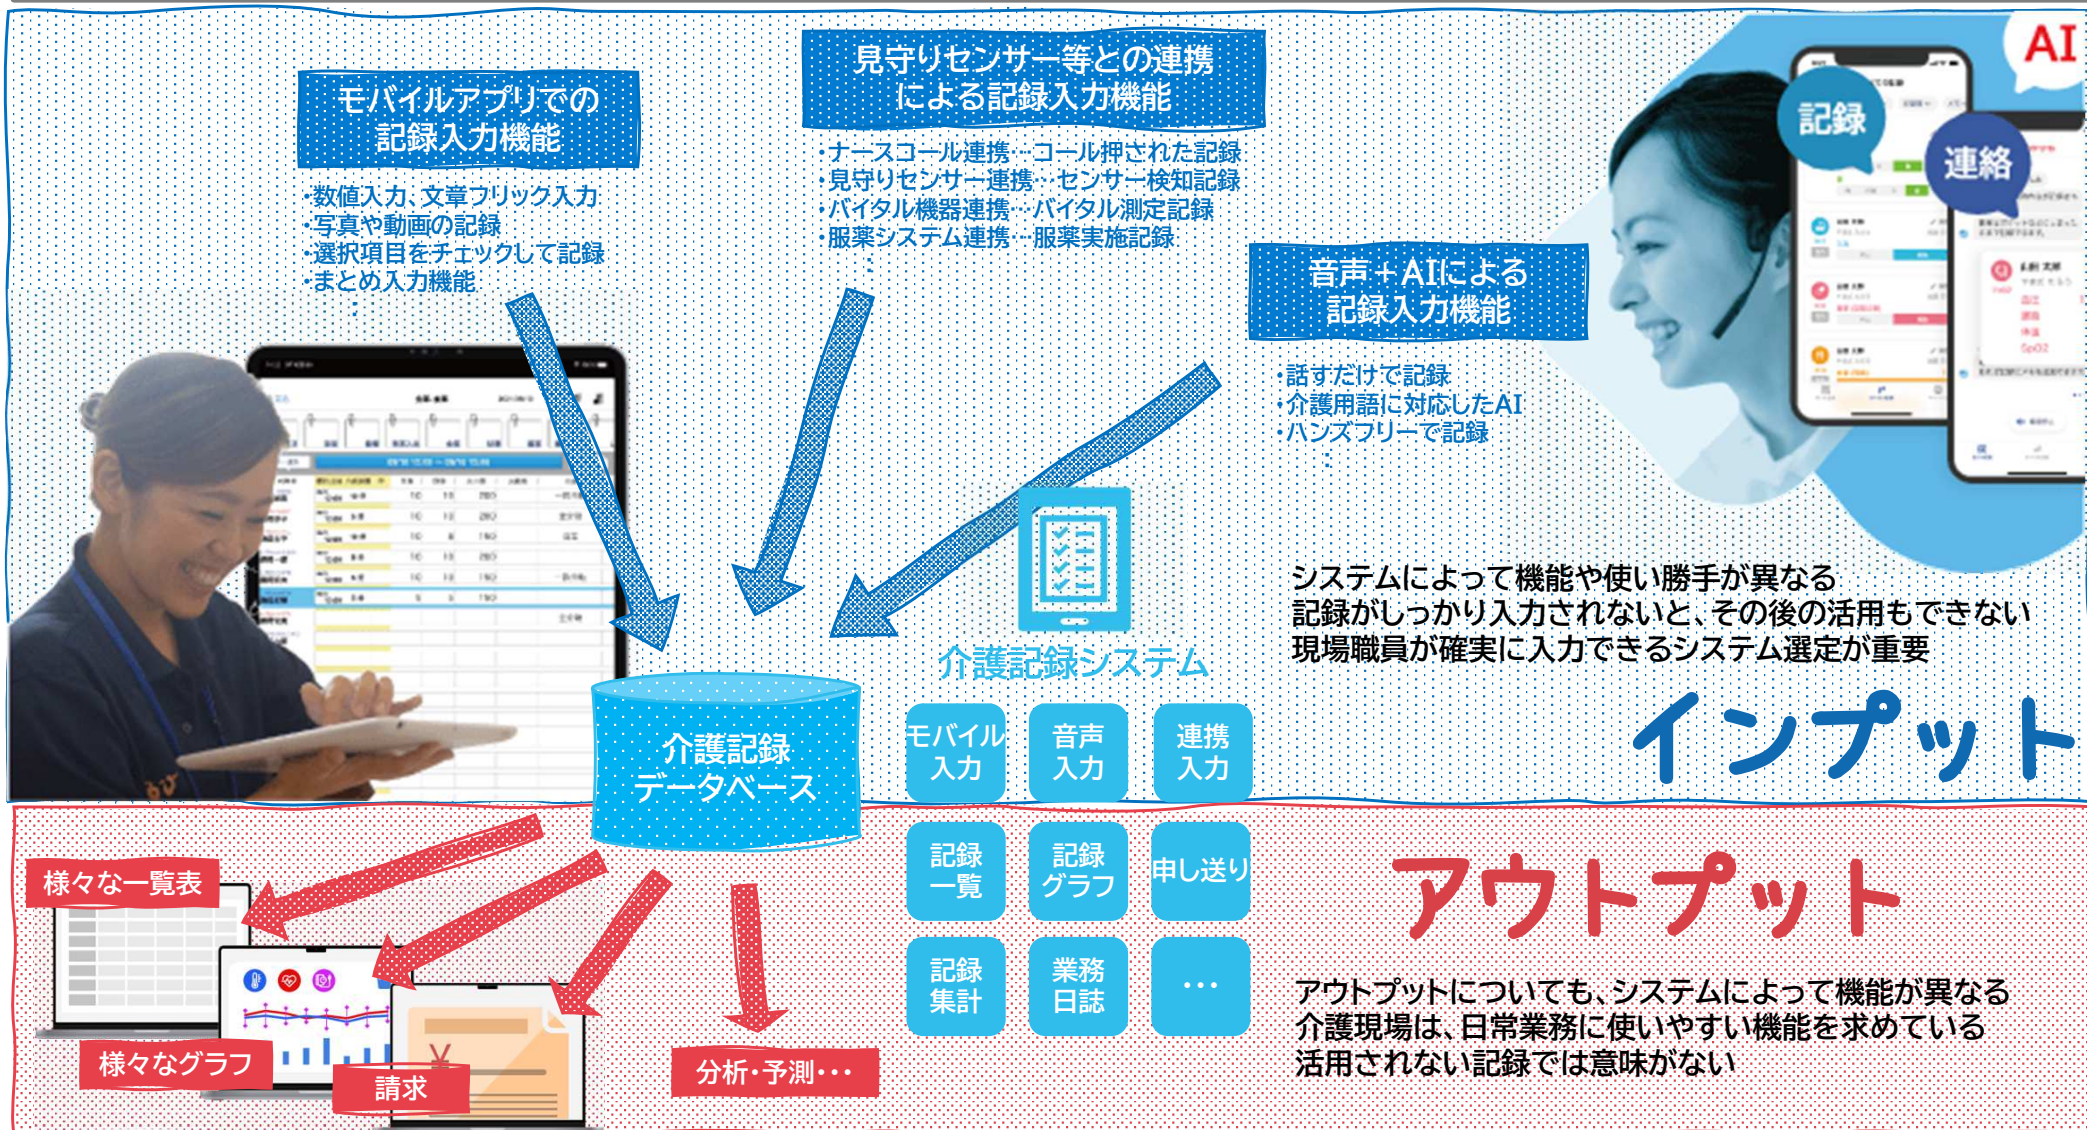 モバイルアプリでの
記録入力機能
・数値入力、文章フリック入力
・写真や動画の記録
・選択項目をチェックして記録
・まとめ入力機能
:
見守りセンサー等との連携
による記録入力機能
・ナースコール連携…コール押された記録
・見守りセンサー連携…センサー検知記録
・バイタル機器連携…バイタル測定記録
・服薬システム連携…服薬実施記録
:
音声＋AIによる
記録入力機能
・話すだけで記録
・介護用語に対応したAI
・ハンズフリーで記録
:
AI
記録
連絡
SpO2
システムによって機能や使い勝手が異なる
記録がしっかり入力されないと、その後の活用もできない
現場職員が確実に入力できるシステム選定が重要
インプット
介護記録システム
介護記録
データベース
モバイル
入力
音声
入力
連携
入力
記録
一覧
記録
グラフ
申し送り
記録
集計
業務
日誌
…
様々な一覧表
様々なグラフ
¥
請求
分析・予測・・・
アウトプット
アウトプットについても、システムによって機能が異なる
介護現場は、日常業務に使いやすい機能を求めている
活用されない記録では意味がない